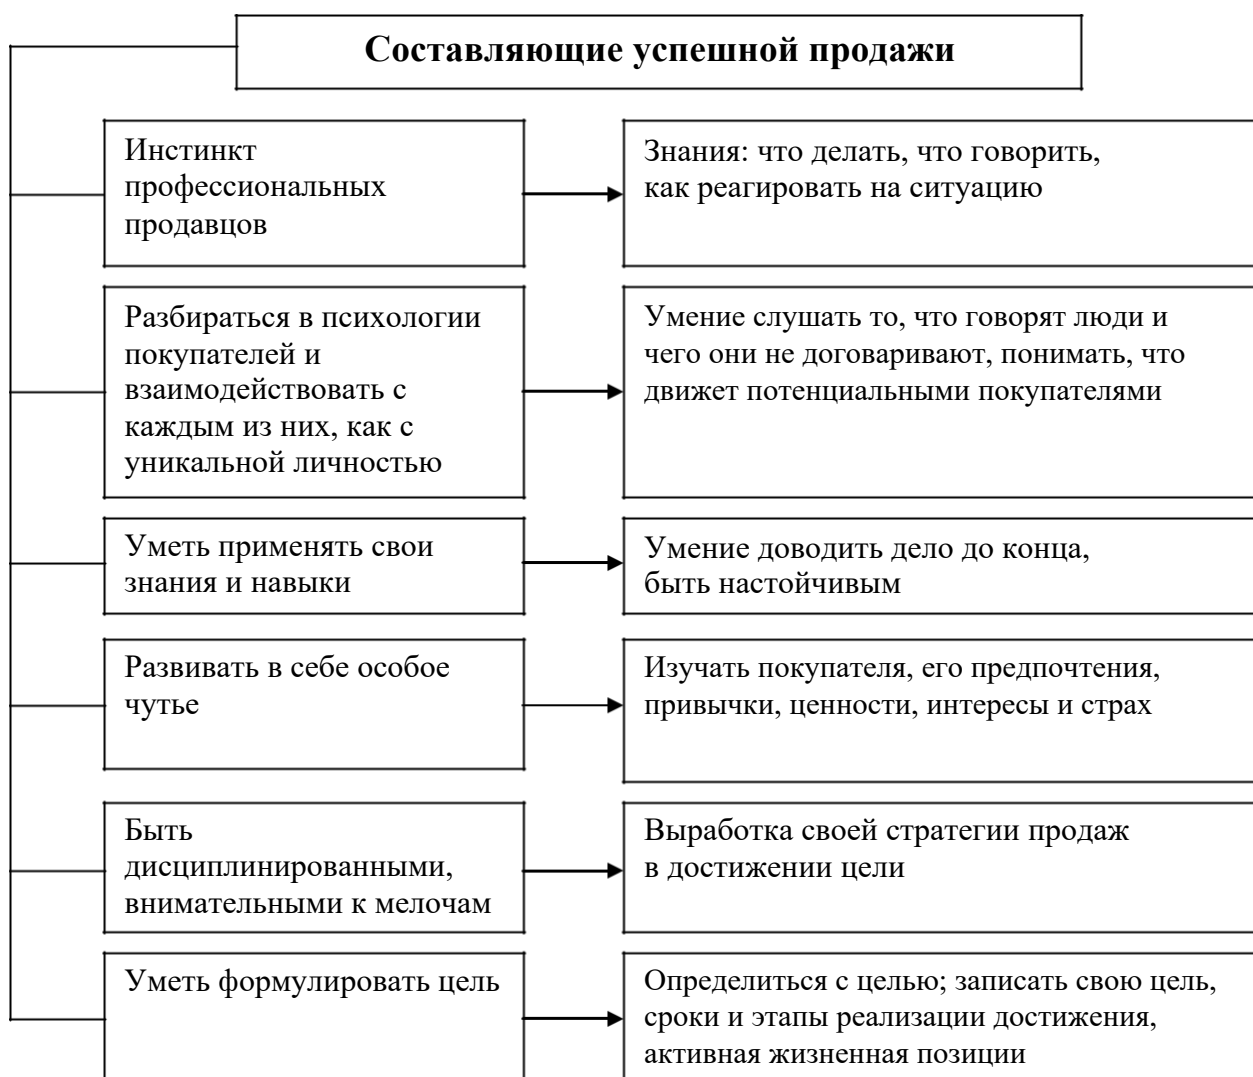 Составляющие успешной продажи
Инстинкт
профессиональных
продавцов
Знания: что делать, что говорить,
как реагировать на ситуацию
Разбираться в психологии
покупателей и
взаимодействовать с
каждым из них, как с
уникальной личностью
Умение слушать то, что говорят люди и
чего они не договаривают, понимать, что
движет потенциальными покупателями
Уметь применять свои
знания и навыки
Умение доводить дело до конца,
быть настойчивым
Развивать в себе особое
чутье
Изучать покупателя, его предпочтения,
привычки, ценности, интересы и страх
Быть
дисциплинированными,
внимательными к мелочам
Выработка своей стратегии продаж
в достижении цели
Уметь формулировать цель
Определиться с целью; записать свою цель,
сроки и этапы реализации достижения,
активная жизненная позиции